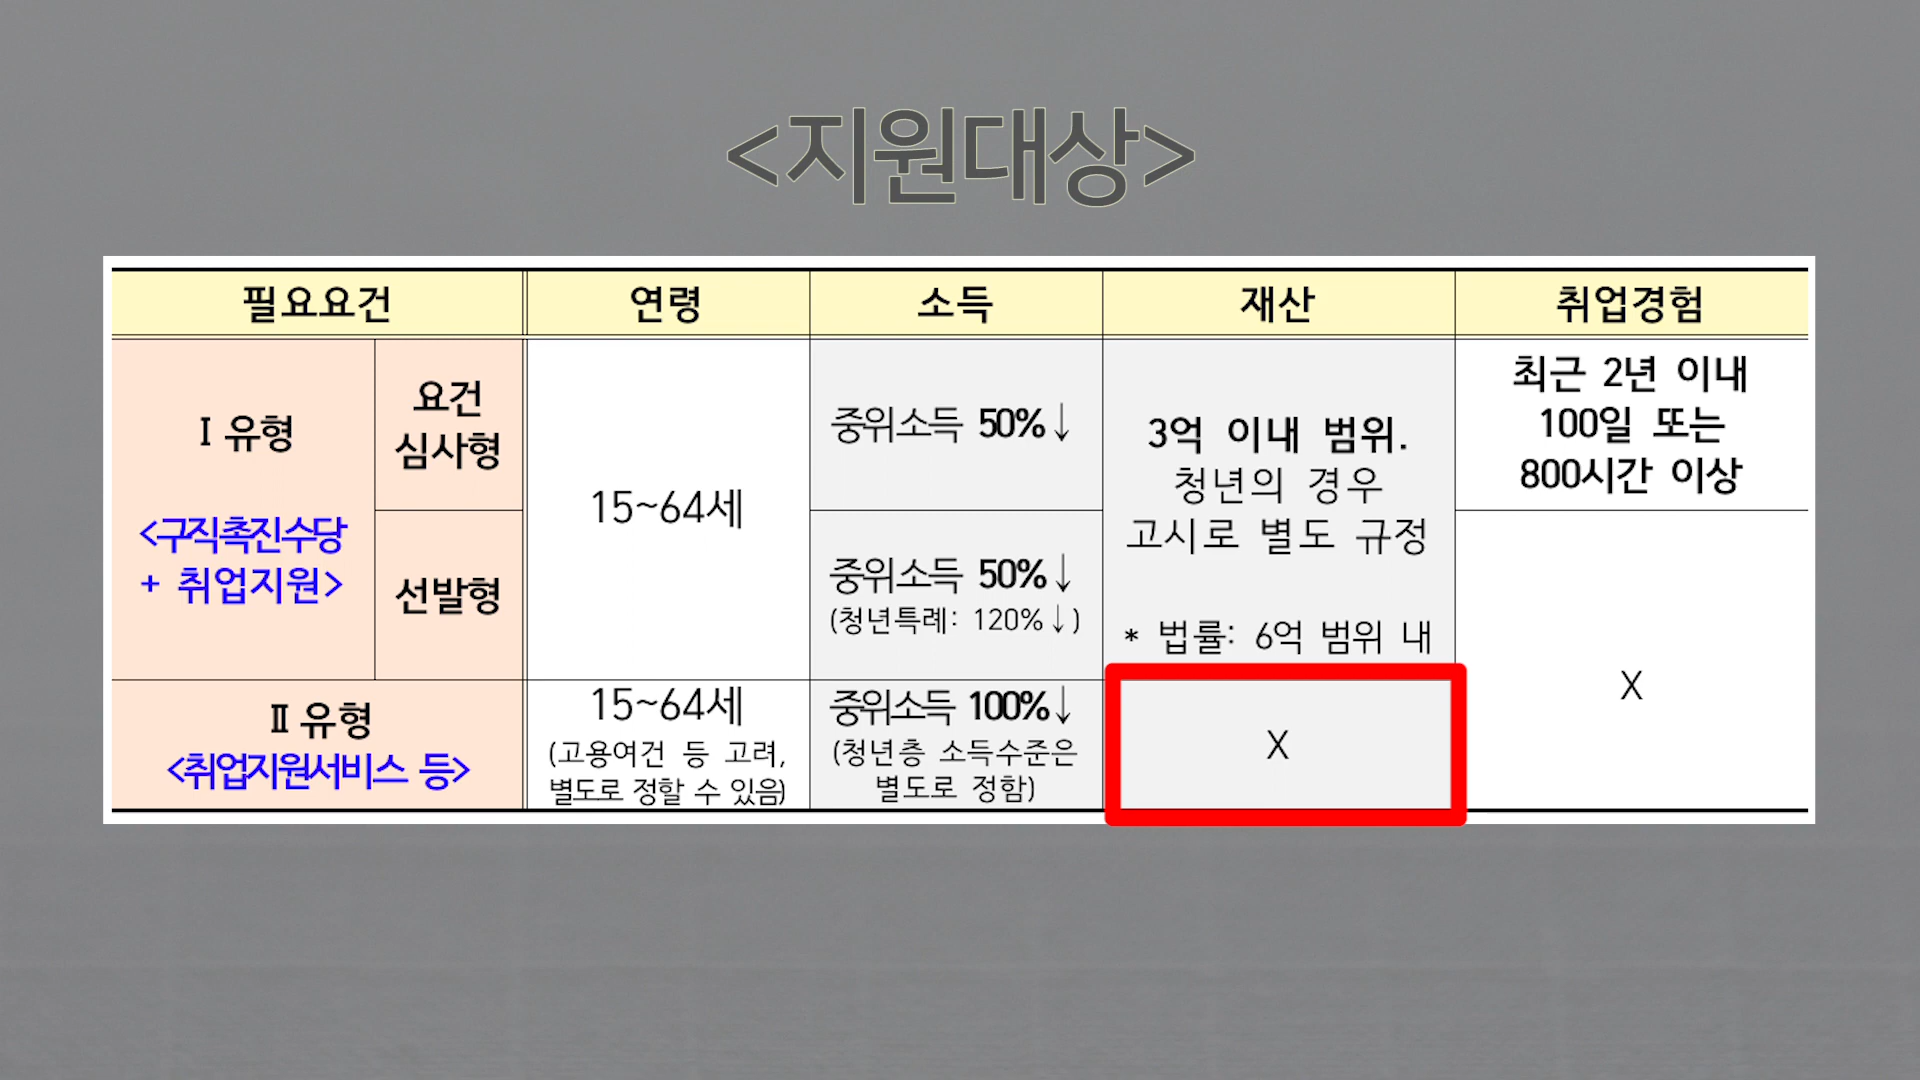 <지원대상>
필요요건 연령 소득 재산 취업경험
Ⅰ 유형
<구직촉진수당
+ 취업지원>
요건
심사형
15~64세
중위소득 50%↓
3억 이내 범위.
청년의 경우
고시로 별도 규정
* 법률: 6억 범위 내
최근 2년 이내
100일 또는
800시간 이상
선발형
중위소득 50%↓
(청년특례: 120%↓)
X
Ⅱ 유형
<취업지원서비스 등>
15~64세
(고용여건 등 고려,
별도로 정할 수 있음)
중위소득 100%↓
(청년층 소득수준은
별도로 정함)
X